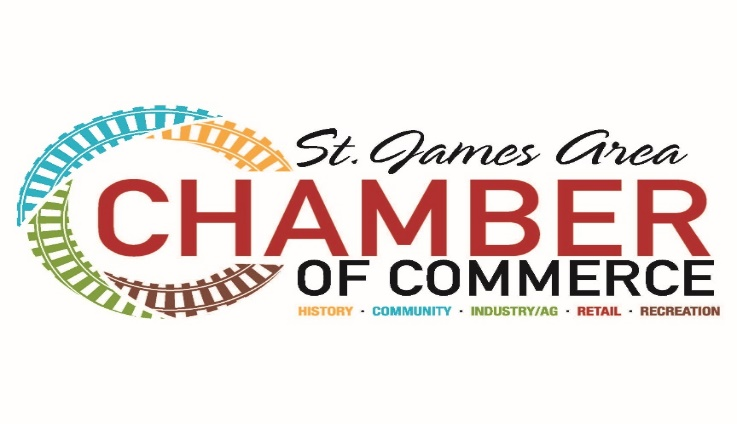 St. James Area
CHAMBER
OF COMMERCE
HISTORY · COMMUNITY · INDUSTRY/AG · RETAIL · RECREATION